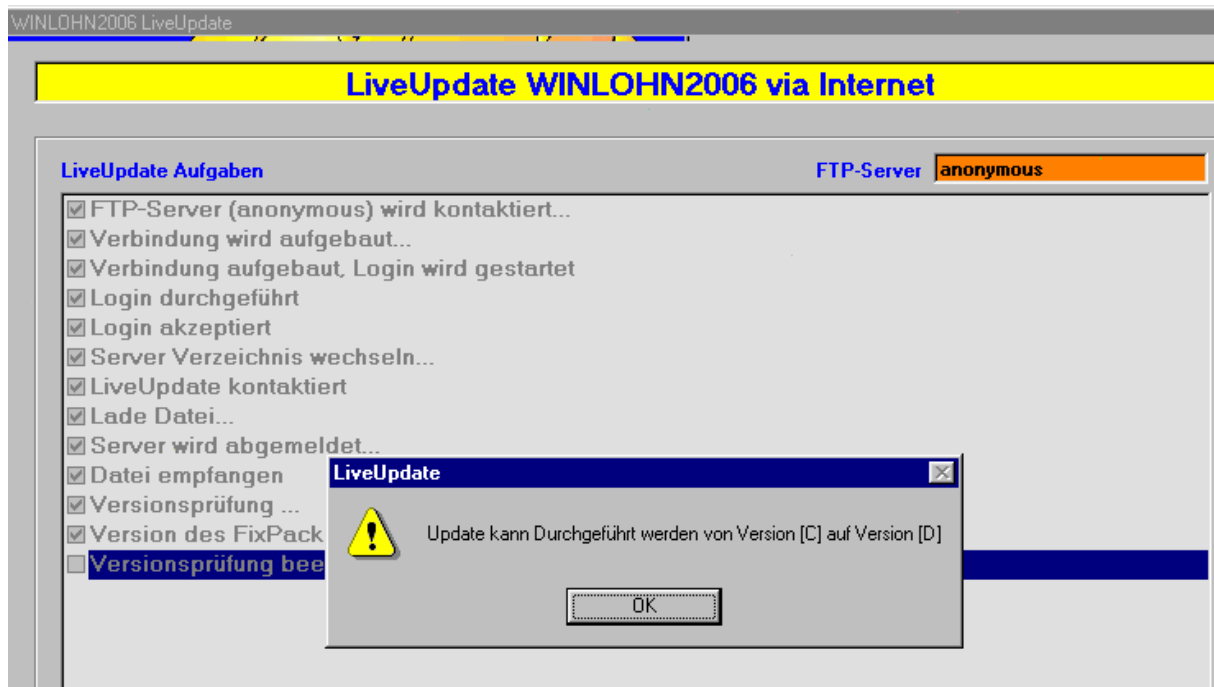 WINLOHN2006 LiveUpdate
LiveUpdate WINLOHN2006 via Internet
LiveUpdate Aufgaben
FTP-Server anonymous
FTP-Server (anonymous) wird kontaktiert...
Verbindung wird aufgebaut...
Verbindung aufgebaut, Login wird gestartet
Login durchgeführt
Login akzeptiert
Server Verzeichnis wechseln...
LiveUpdate kontaktiert
Lade Datei...
Server wird abgemeldet...
Datei empfangen
Versionsprüfung ...
Version des FixPack
Versionsprüfung bee
LiveUpdate
Update kann Durchgeführt werden von Version [C] auf Version [D]
OK